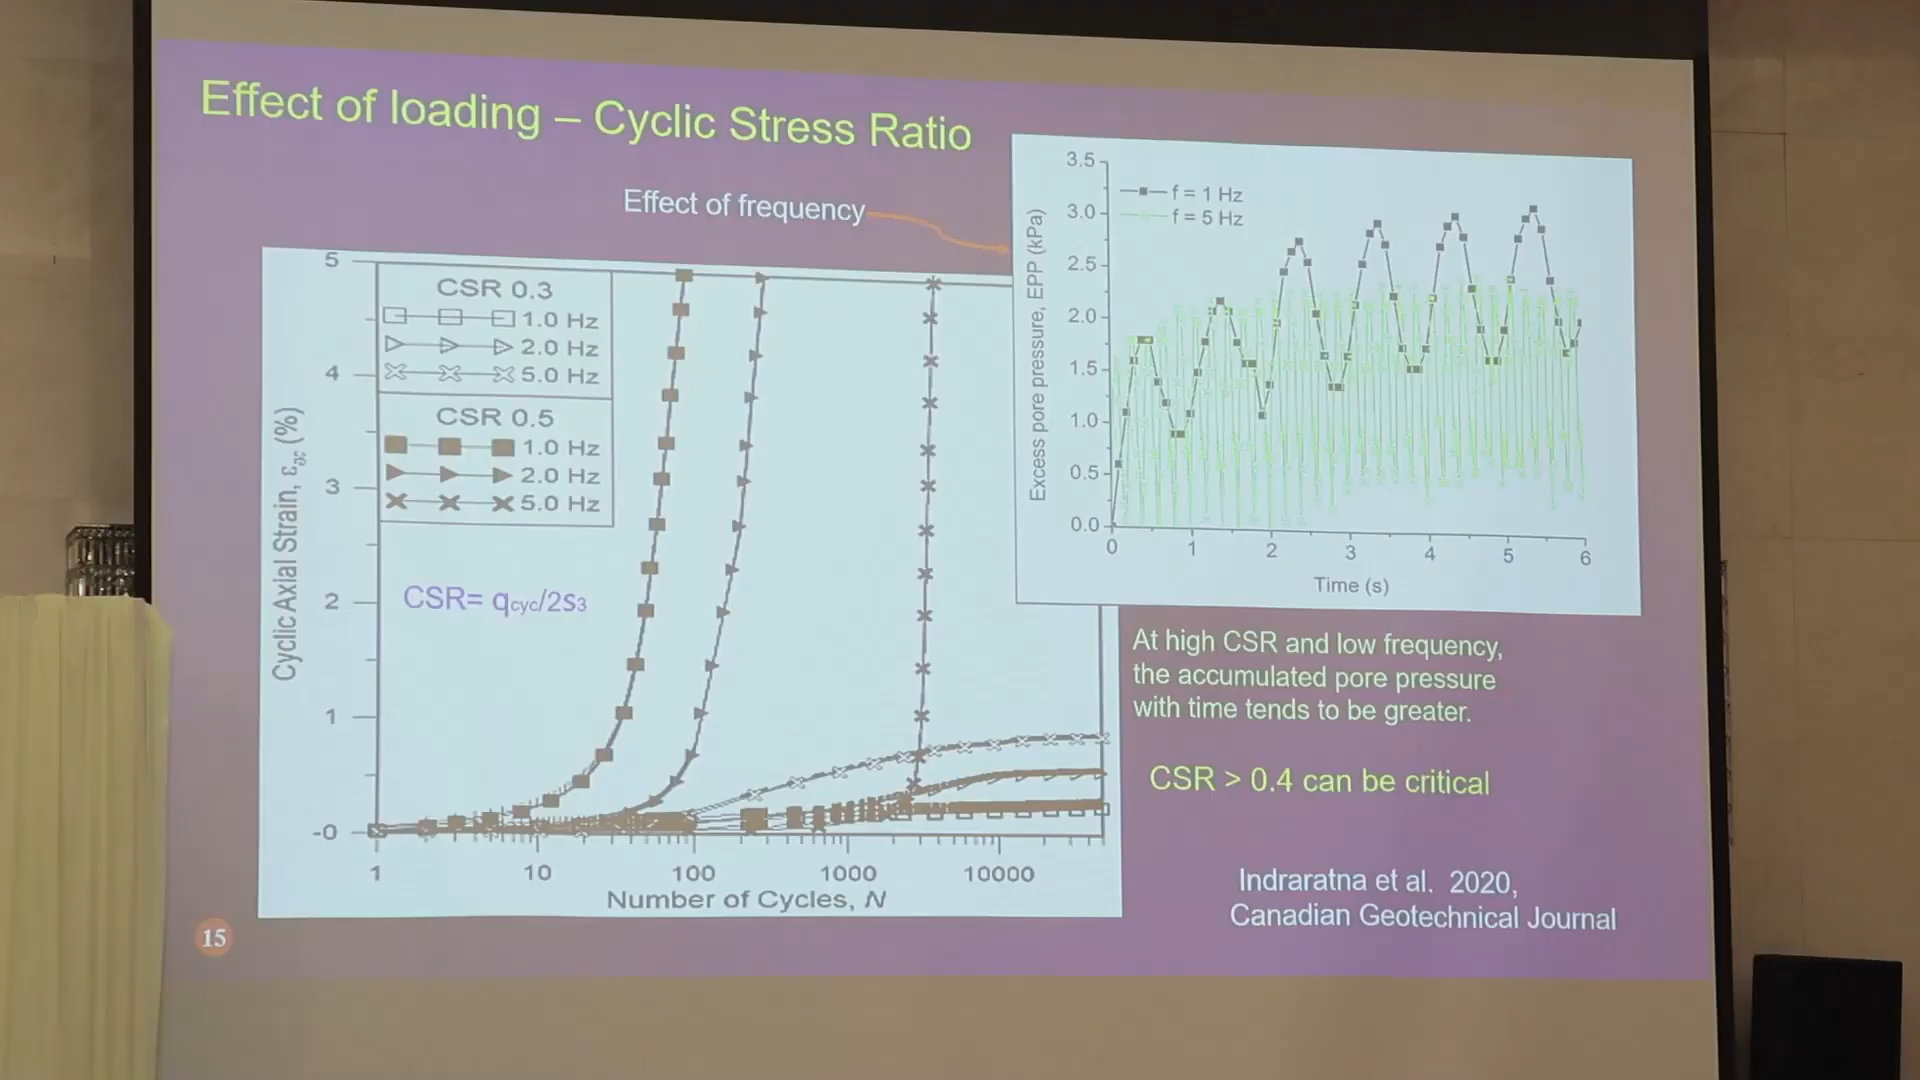 Effect of loading – Cyclic Stress Ratio
Effect of frequency
5
4
3
2
1
-0
Cyclic Axial Strain, (%)
CSR 0.3
1.0 Hz
2.0 Hz
5.0 Hz
CSR 0.5
1.0 Hz
2.0 Hz
5.0 Hz
CSR= qcyc/2s3
1 10 100 1000 10000
Number of Cycles, N
3.5
3.0
2.5
2.0
1.5
1.0
0.5
0.0
Excess pore pressure, EPP (kPa)
f = 1 Hz
f = 5 Hz
0 1 2 3 4 5 6
Time (s)
At high CSR and low frequency,
the accumulated pore pressure
with time tends to be greater.
CSR > 0.4 can be critical
Indraratna et al. 2020,
Canadian Geotechnical Journal
15